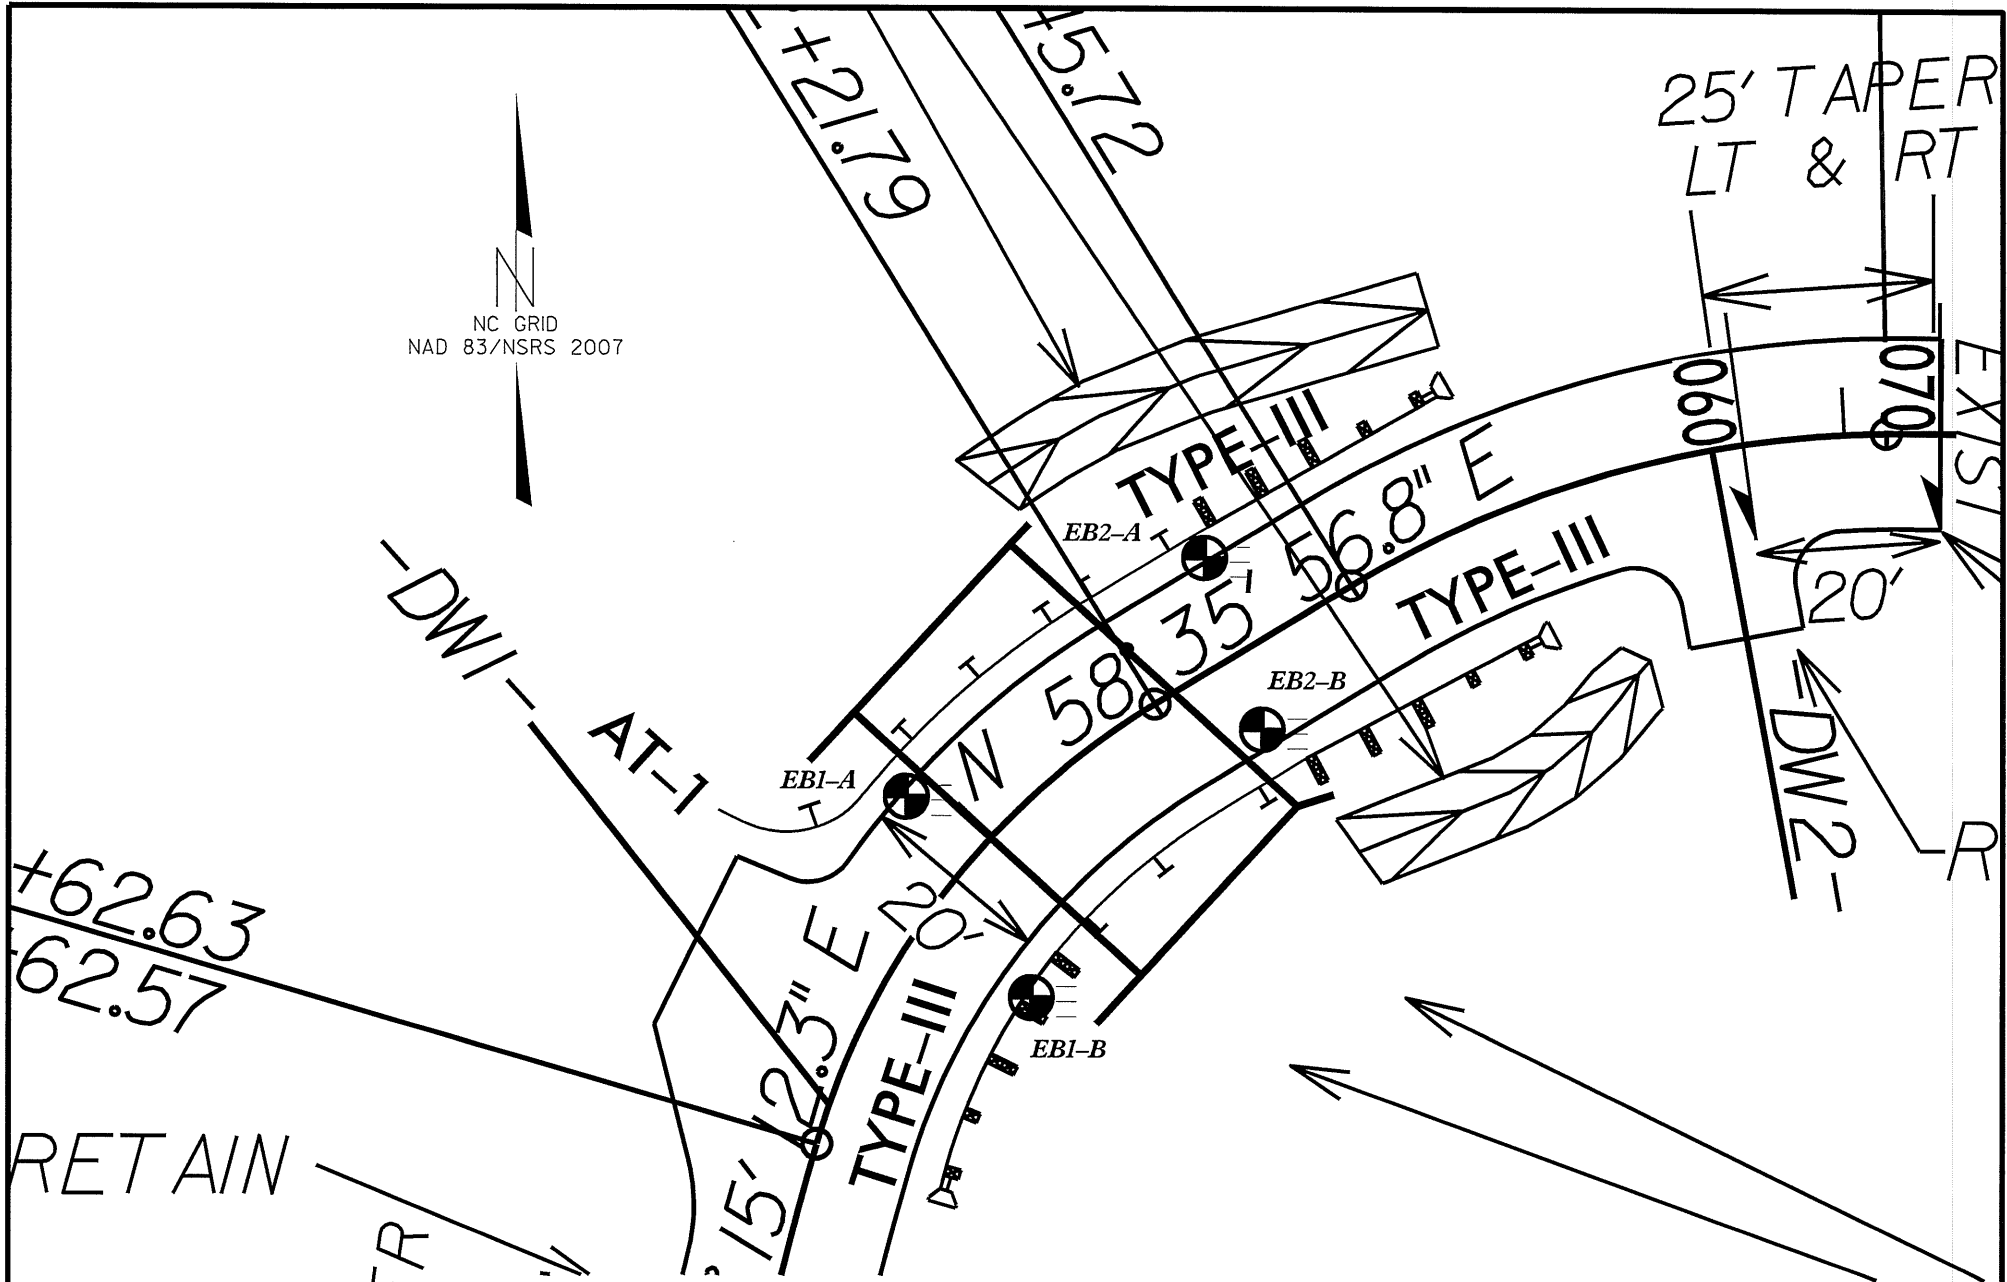 +21.79
45.72
25' TAPER
LT & RT
N
NC GRID
NAD 83/NSRS 2007
060
070
EXIST
TYPE-III
EB2-A
N 58 35' 56.8" E
TYPE-III
20'
-DW1-
AT-1
EB2-B
EB1-A
-DW2-
R
+62.63
62.57
20'
15' 12.3" E
TYPE-III
EB1-B
RETAIN